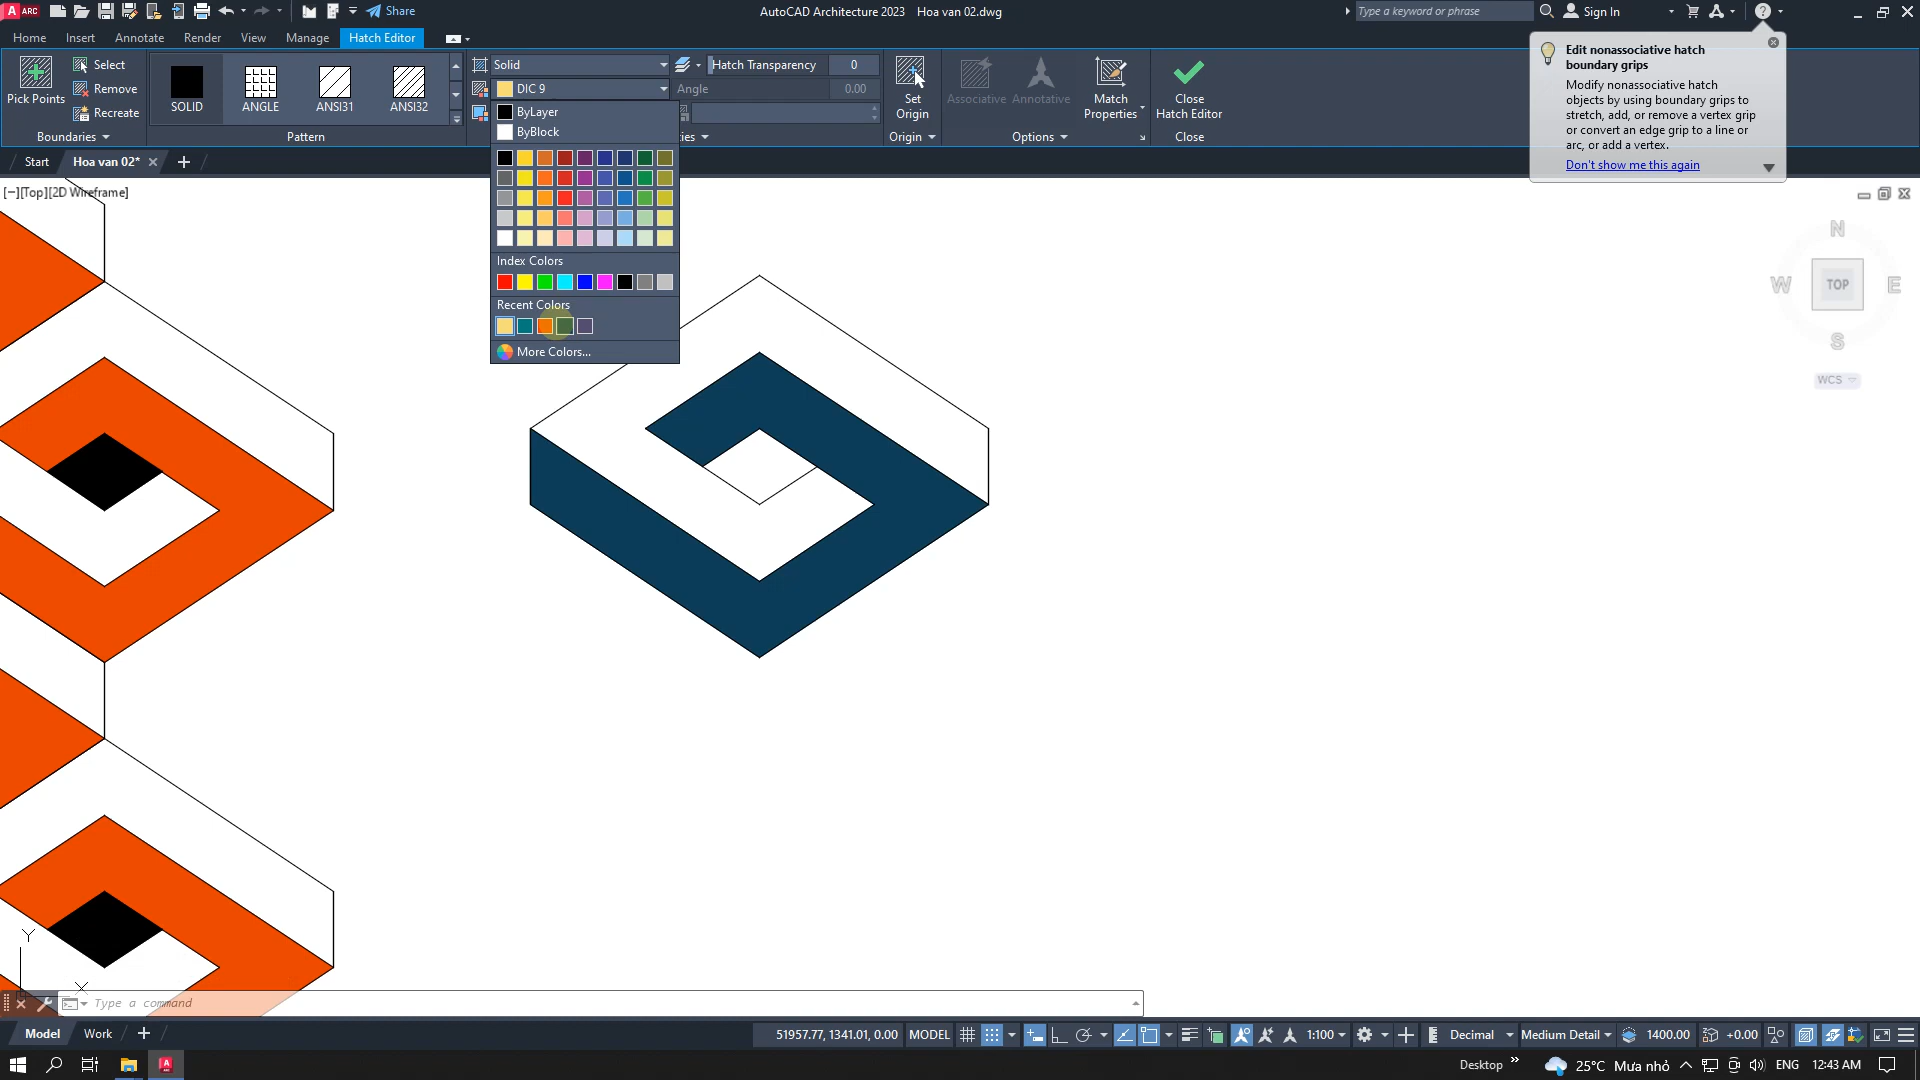 A ARC Share AutoCAD Architecture 2023 Hoa van 02.dwg Type a keyword or phrase Sign In
Home Insert Annotate Render View Manage Hatch Editor
Pick Points
Select
Remove
Recreate
Boundaries
SOLID ANGLE ANSI31 ANSI32
Pattern
Solid Hatch Transparency 0
DIC 9 Angle 0.00
ByLayer
ByBlock
Index Colors
Recent Colors
More Colors...
ties
Set
Origin
Origin
Associative Annotative
Match
Properties
Options
Close
Hatch Editor
Close
Edit nonassociative hatch
boundary grips
Modify nonassociative hatch
objects by using boundary grips to
stretch, add, or remove a vertex grip
or convert an edge grip to a line or
arc, or add a vertex.
Don't show me this again
Start Hoa van 02*
[−][Top][2D Wireframe]
N
W TOP E
S
WCS
Y
X
Type a command
Model Work 51957.77, 1341.01, 0.00 MODEL 1:100 Decimal Medium Detail 1400.00 +0.00
Desktop 25°C Mưa nhỏ ENG 12:43 AM